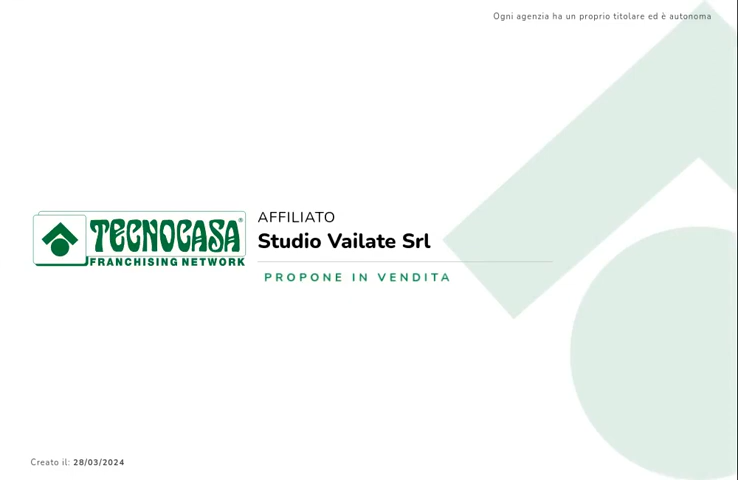 Ogni agenzia ha un proprio titolare ed è autonoma
AFFILIATO
TECNOCASA®
Studio Vailate Srl
FRANCHISING NETWORK
PROPONE IN VENDITA
Creato il: 28/03/2024